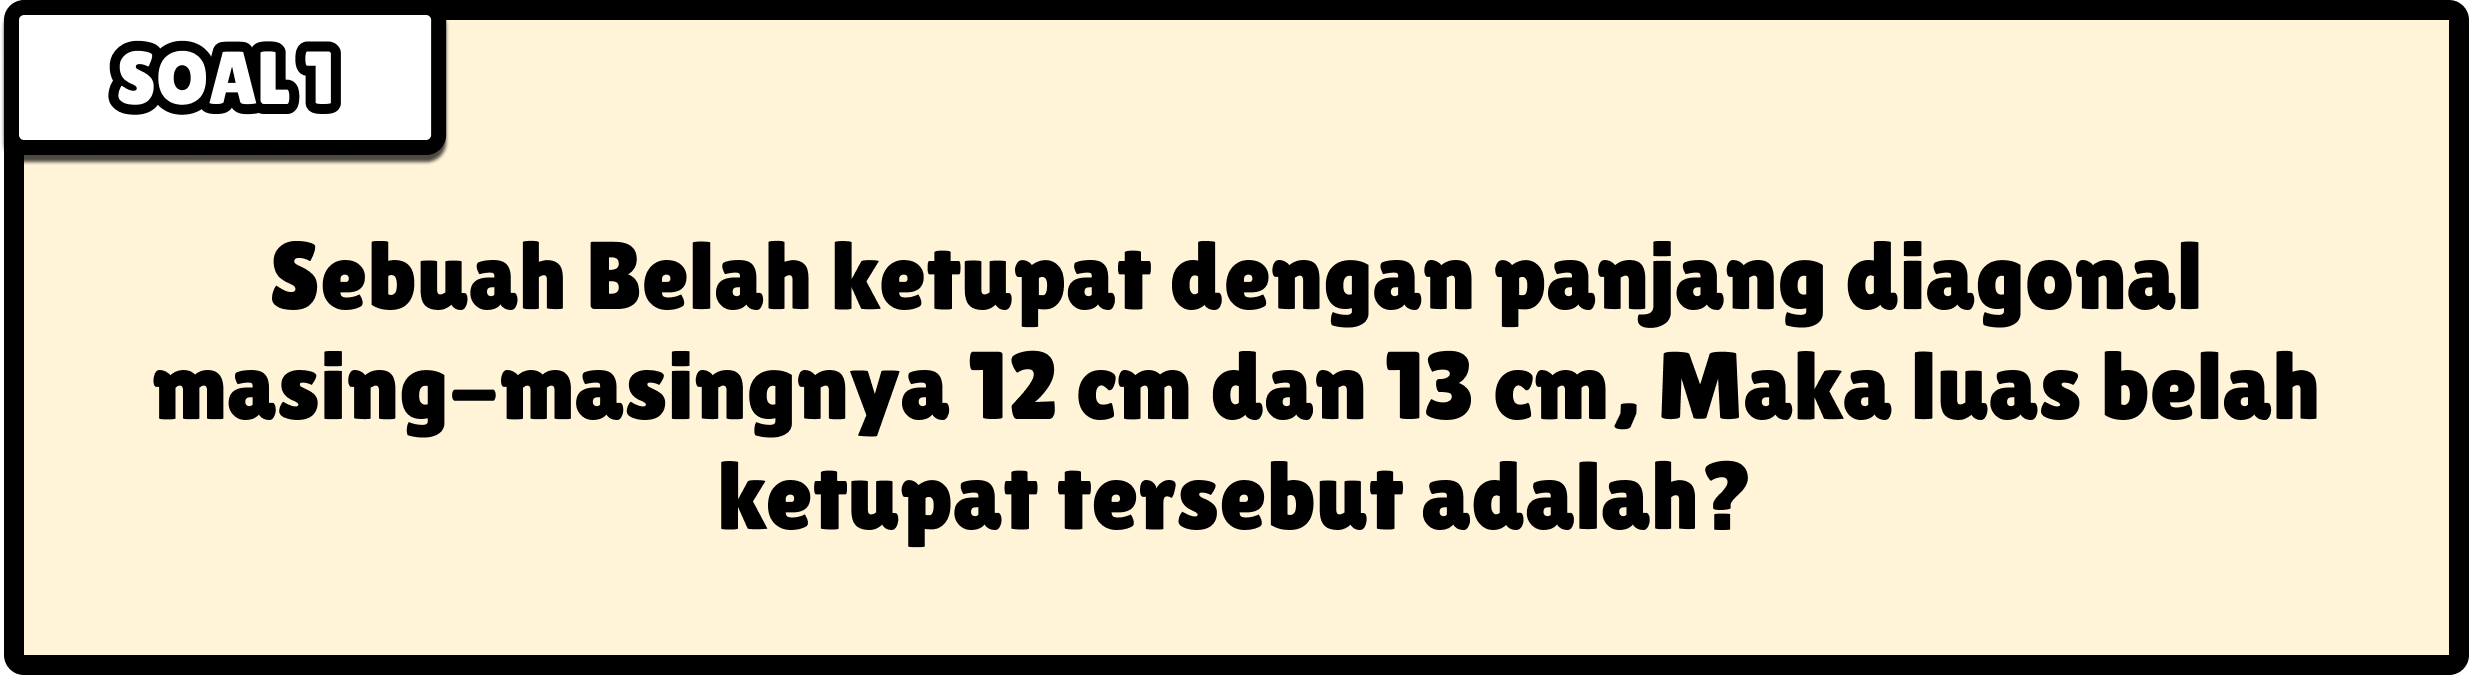 SOAL 1
Sebuah Belah ketupat dengan panjang diagonal
masing-masingnya 12 cm dan 13 cm, Maka luas belah
ketupat tersebut adalah?